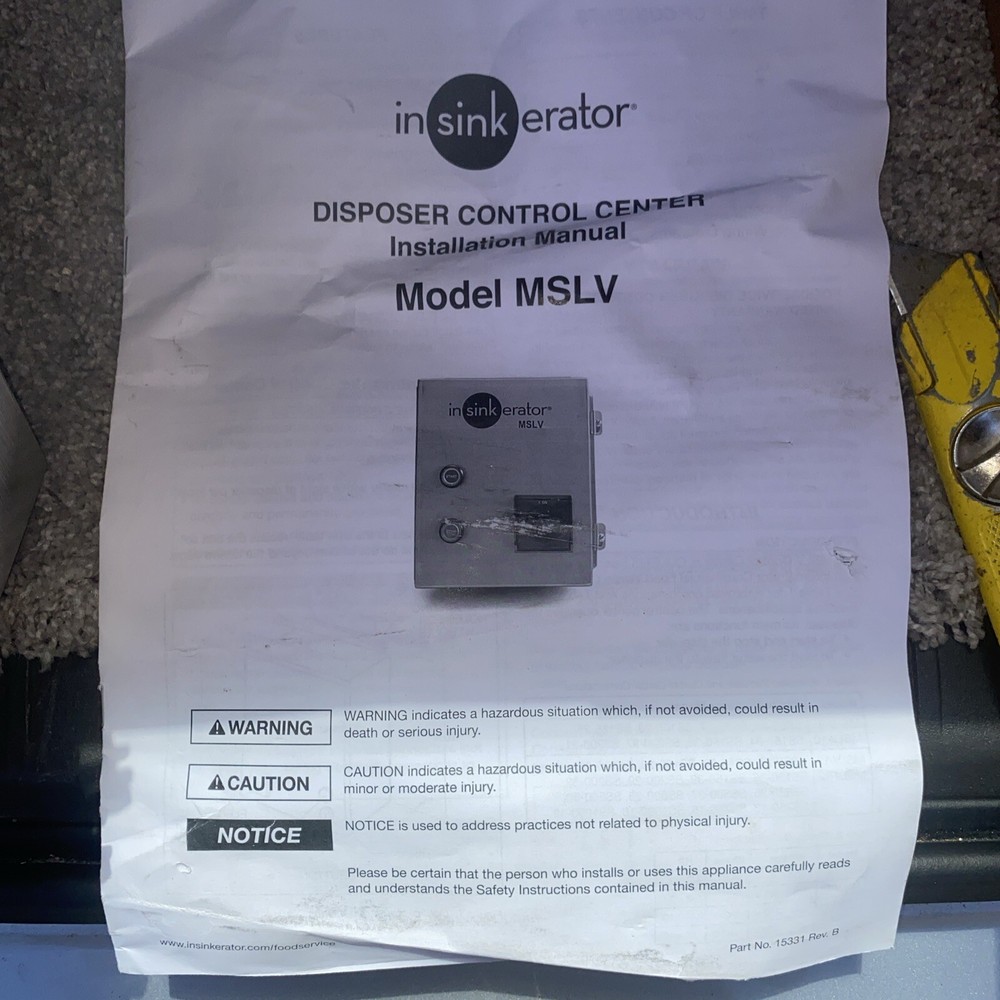 insinkerator®
DISPOSER CONTROL CENTER
Installation Manual
Model MSLV
insinkerator®
MSLV
WARNING
WARNING indicates a hazardous situation which, if not avoided, could result in
death or serious injury.
CAUTION
CAUTION indicates a hazardous situation which, if not avoided, could result in
minor or moderate injury.
NOTICE
NOTICE is used to address practices not related to physical injury.
Please be certain that the person who installs or uses this appliance carefully reads
and understands the Safety Instructions contained in this manual.
www.insinkerator.com/foodservice
Part No. 15331 Rev. B